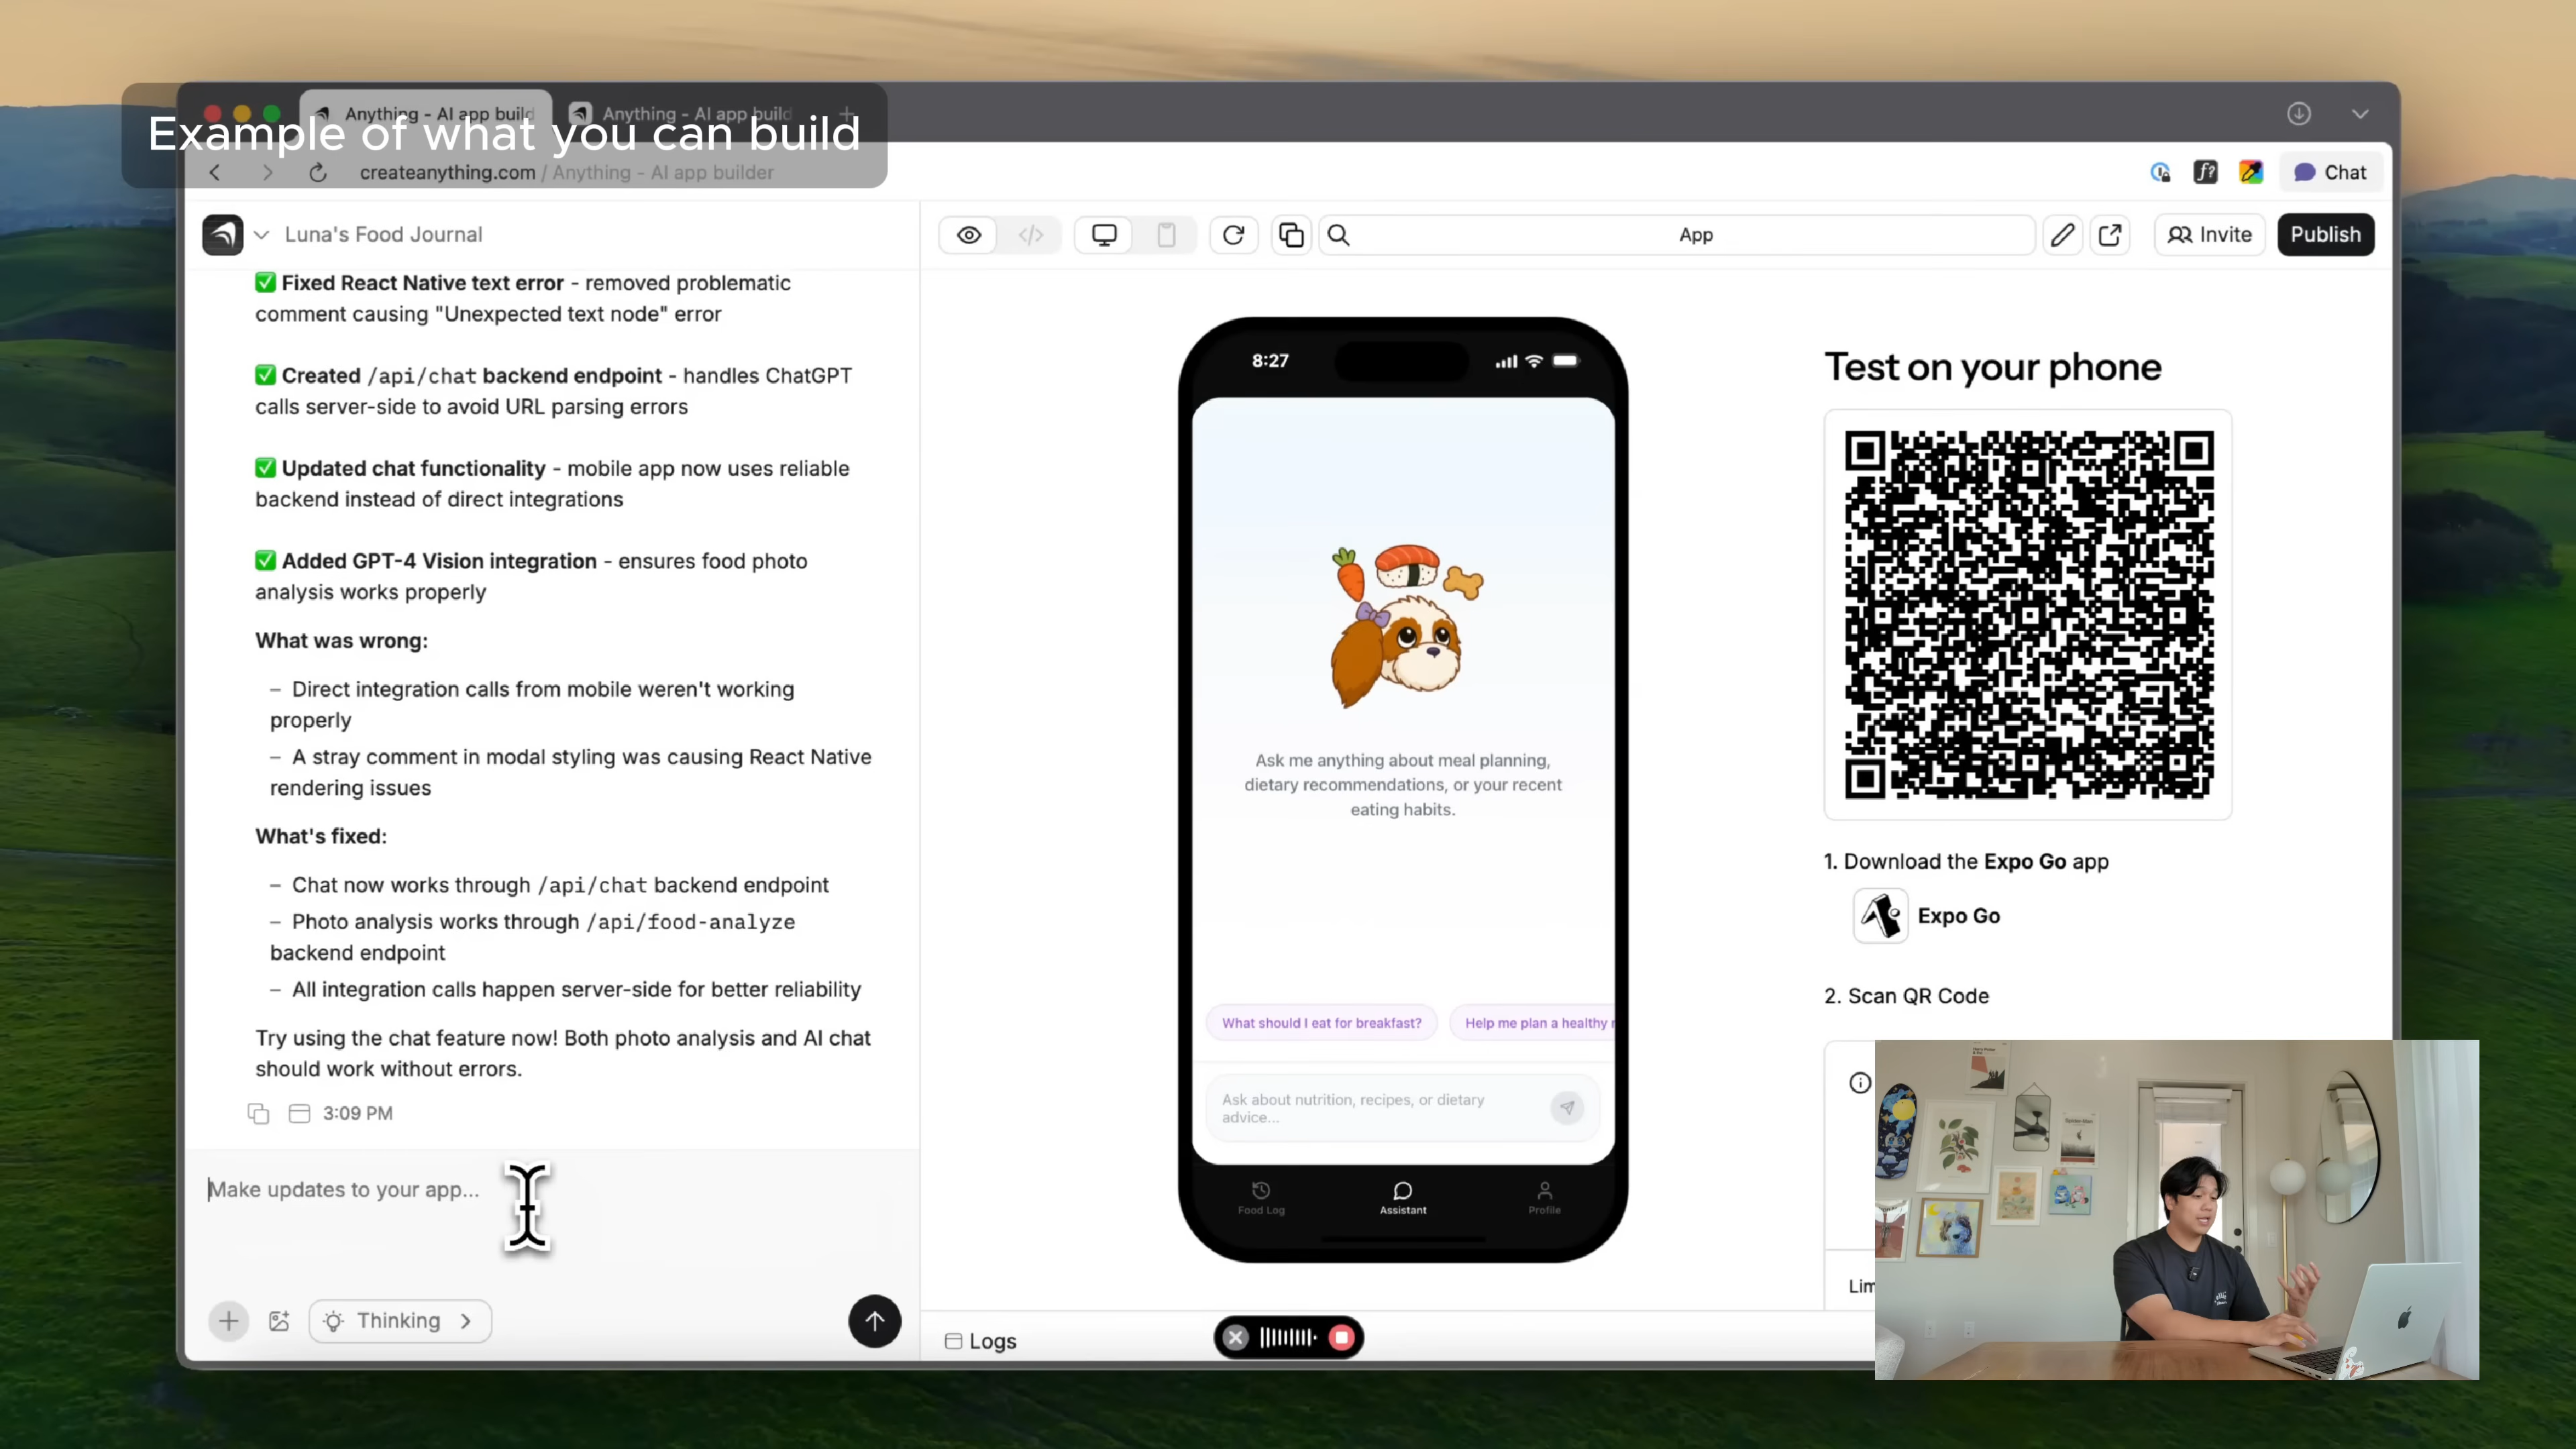 Anything - AI app build
Anything - AI app build
Example of what you can build
createanything.com / Anything - AI app builder
Chat
Luna's Food Journal
App
Invite
Publish
✅ Fixed React Native text error - removed problematic
comment causing "Unexpected text node" error
✅ Created /api/chat backend endpoint - handles ChatGPT
calls server-side to avoid URL parsing errors
✅ Updated chat functionality - mobile app now uses reliable
backend instead of direct integrations
✅ Added GPT-4 Vision integration - ensures food photo
analysis works properly
What was wrong:
– Direct integration calls from mobile weren't working
properly
– A stray comment in modal styling was causing React Native
rendering issues
What's fixed:
– Chat now works through /api/chat backend endpoint
– Photo analysis works through /api/food-analyze
backend endpoint
– All integration calls happen server-side for better reliability
Try using the chat feature now! Both photo analysis and AI chat
should work without errors.
3:09 PM
Make updates to your app...
Thinking
8:27
Ask me anything about meal planning,
dietary recommendations, or your recent
eating habits.
What should I eat for breakfast?
Help me plan a healthy
Ask about nutrition, recipes, or dietary
advice...
Food Log
Assistant
Profile
Logs
Test on your phone
1. Download the Expo Go app
Expo Go
2. Scan QR Code
Lim